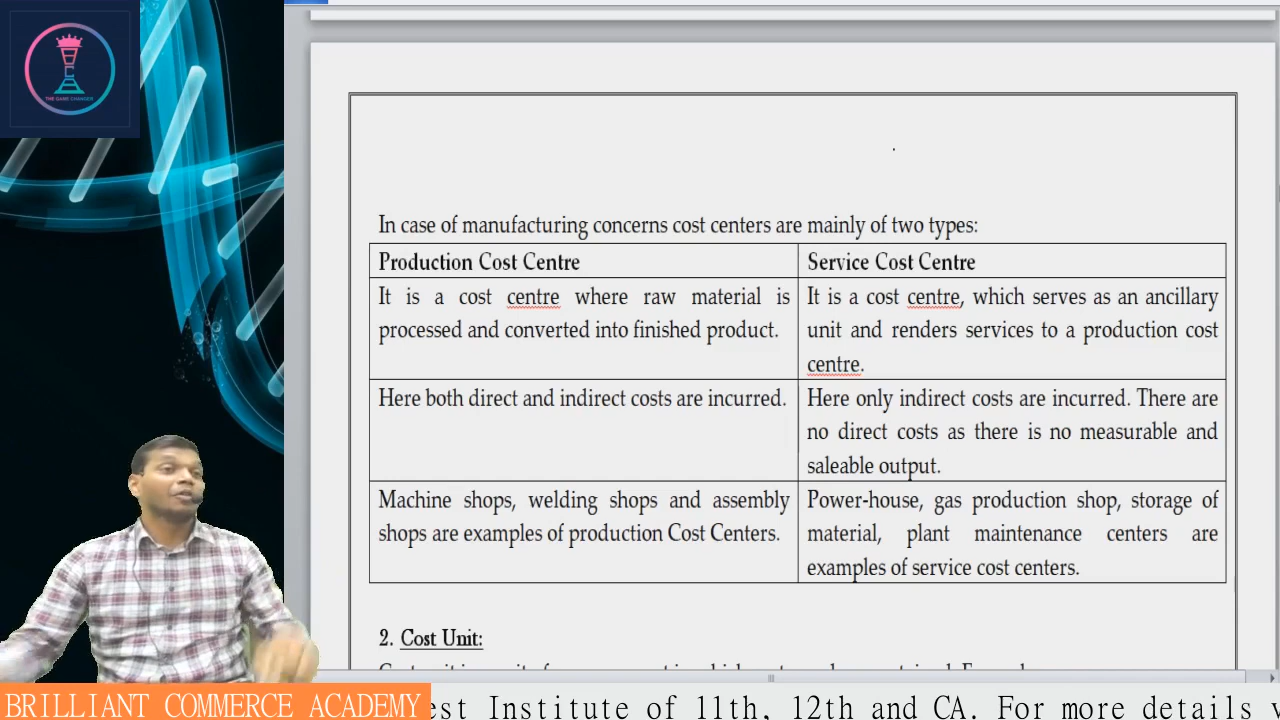 THE GAME CHANGER
In case of manufacturing concerns cost centers are mainly of two types:
Production Cost Centre
Service Cost Centre
It is a cost centre where raw material is
processed and converted into finished product.
It is a cost centre, which serves as an ancillary
unit and renders services to a production cost
centre.
Here both direct and indirect costs are incurred.
Here only indirect costs are incurred. There are
no direct costs as there is no measurable and
saleable output.
Machine shops, welding shops and assembly
shops are examples of production Cost Centers.
Power-house, gas production shop, storage of
material, plant maintenance centers are
examples of service cost centers.
2. Cost Unit:
BRILLIANT COMMERCE ACADEMY
est Institute of 11th, 12th and CA. For more details